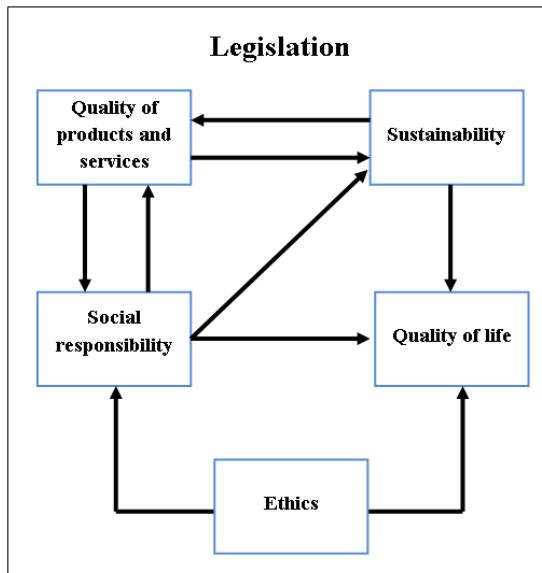 Legislation
Quality of
products and
services
Sustainability
Social
responsibility
Quality of life
Ethics